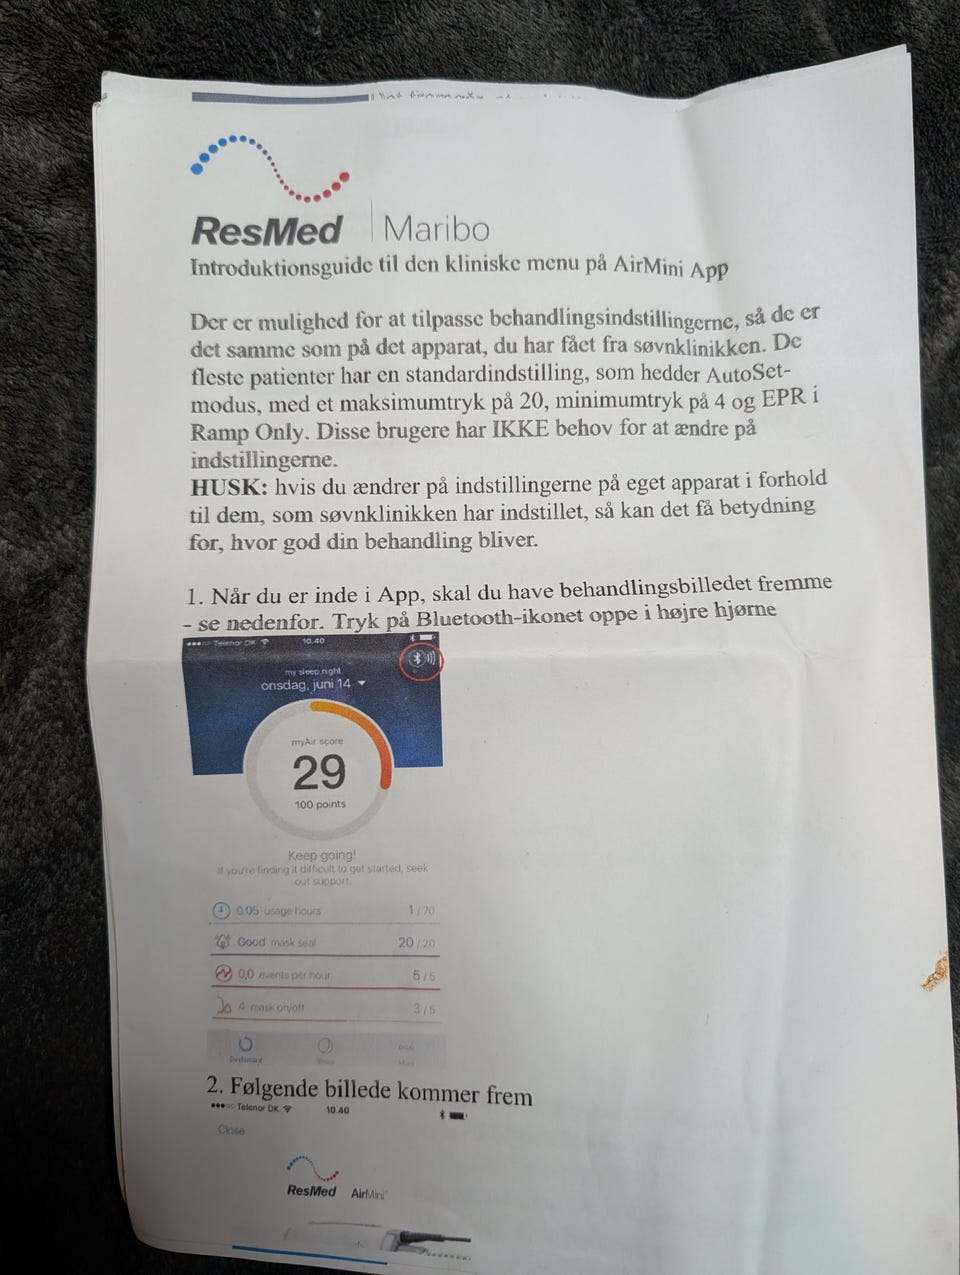 ResMed | Maribo
Introduktionsguide til den kliniske menu på AirMini App
Der er mulighed for at tilpasse behandlingsindstillingerne, så de er
det samme som på det apparat, du har fået fra søvnklinikken. De
fleste patienter har en standardindstilling, som hedder AutoSet-
modus, med et maksimumtryk på 20, minimumtryk på 4 og EPR i
Ramp Only. Disse brugere har IKKE behov for at ændre på
indstillingerne.
HUSK: hvis du ændrer på indstillingerne på eget apparat i forhold
til dem, som søvnklinikken har indstillet, så kan det få betydning
for, hvor god din behandling bliver.
1. Når du er inde i App, skal du have behandlingsbilledet fremme
- se nedenfor. Tryk på Bluetooth-ikonet oppe i højre hjørne
Telenor DK 10.40
my sleep night
onsdag, juni 14
myAir score
29
100 points
Keep going!
If you're finding it difficult to get started, seek
out support.
0.05 usage hours 1 / 70
Good mask seal 20 / 20
0,0 events per hour 5 / 5
4 mask on/off 3 / 5
Dashboard More
2. Følgende billede kommer frem
Telenor DK 10.40
Close
ResMed AirMini